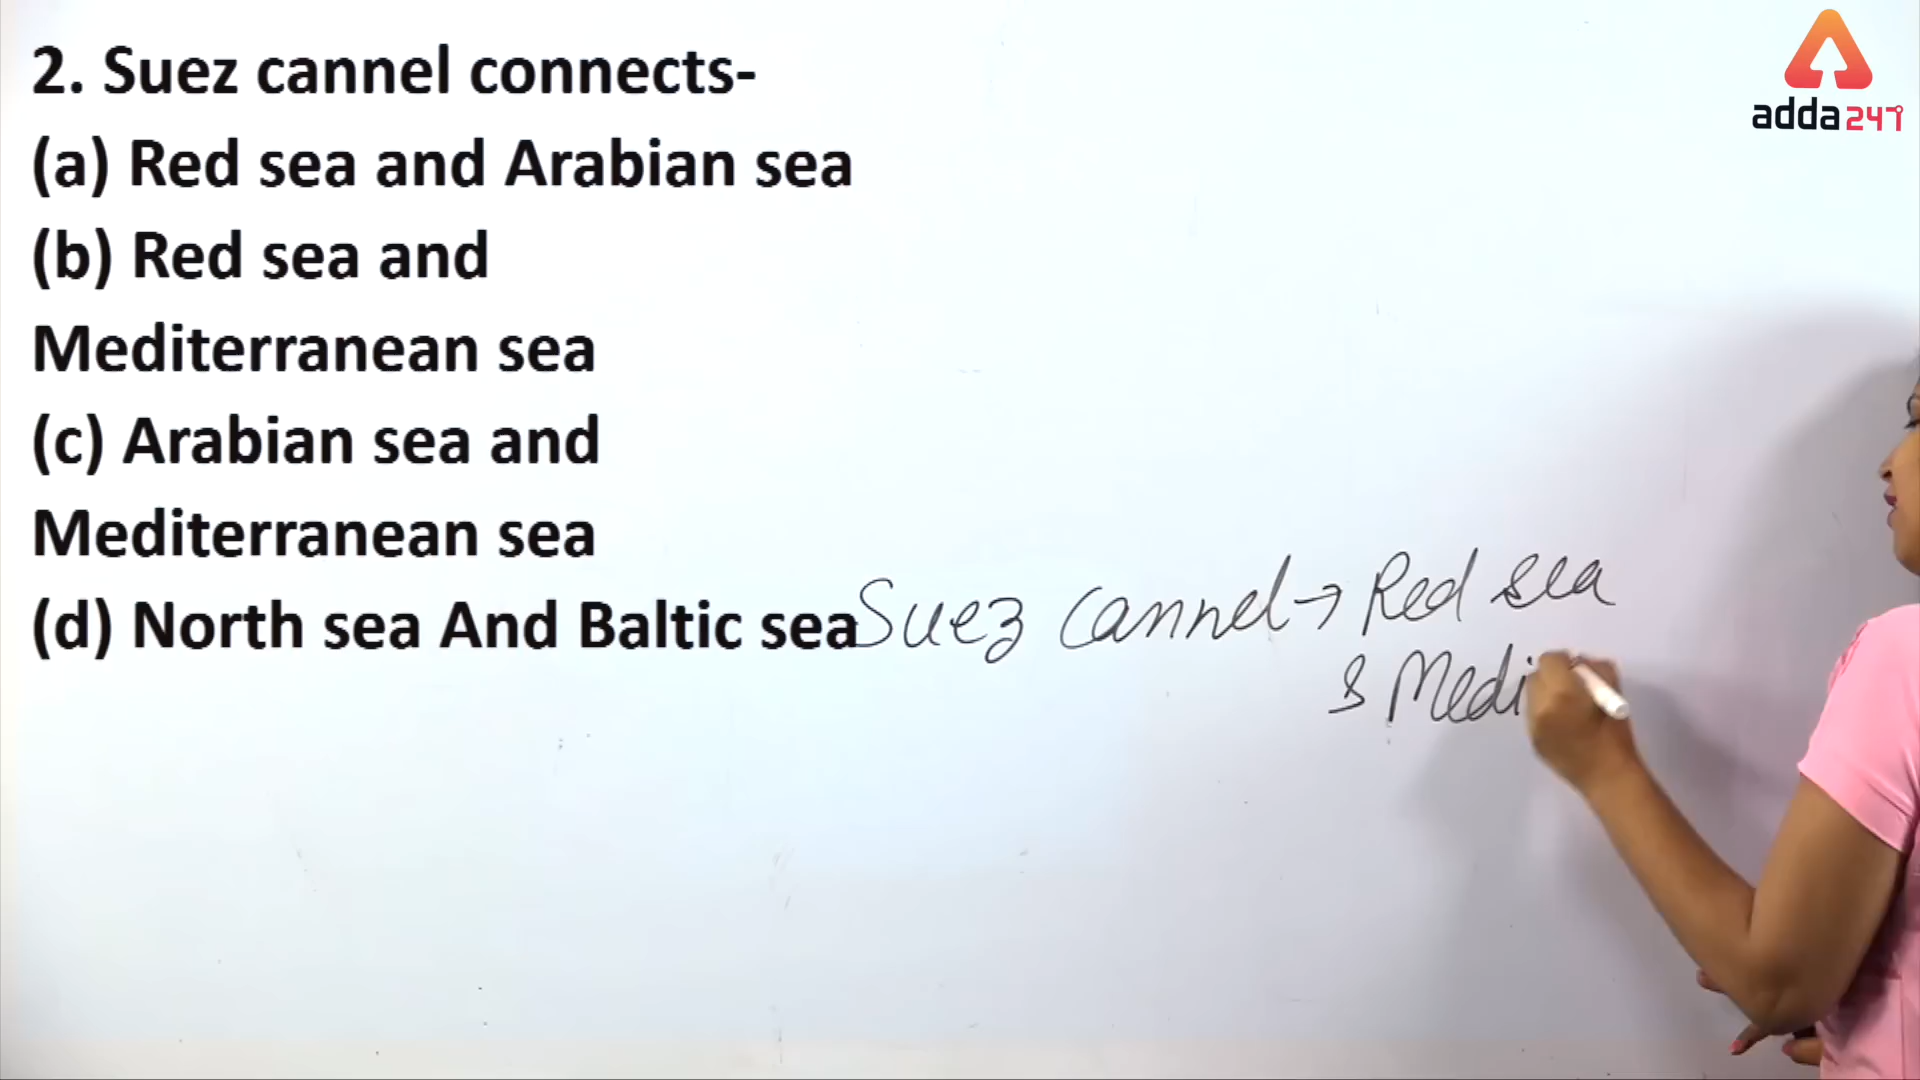 2. Suez cannel connects-
(a) Red sea and Arabian sea
(b) Red sea and
Mediterranean sea
(c) Arabian sea and
Mediterranean sea
(d) North sea And Baltic sea
Suez Cannel → Red sea
& Medi
adda247